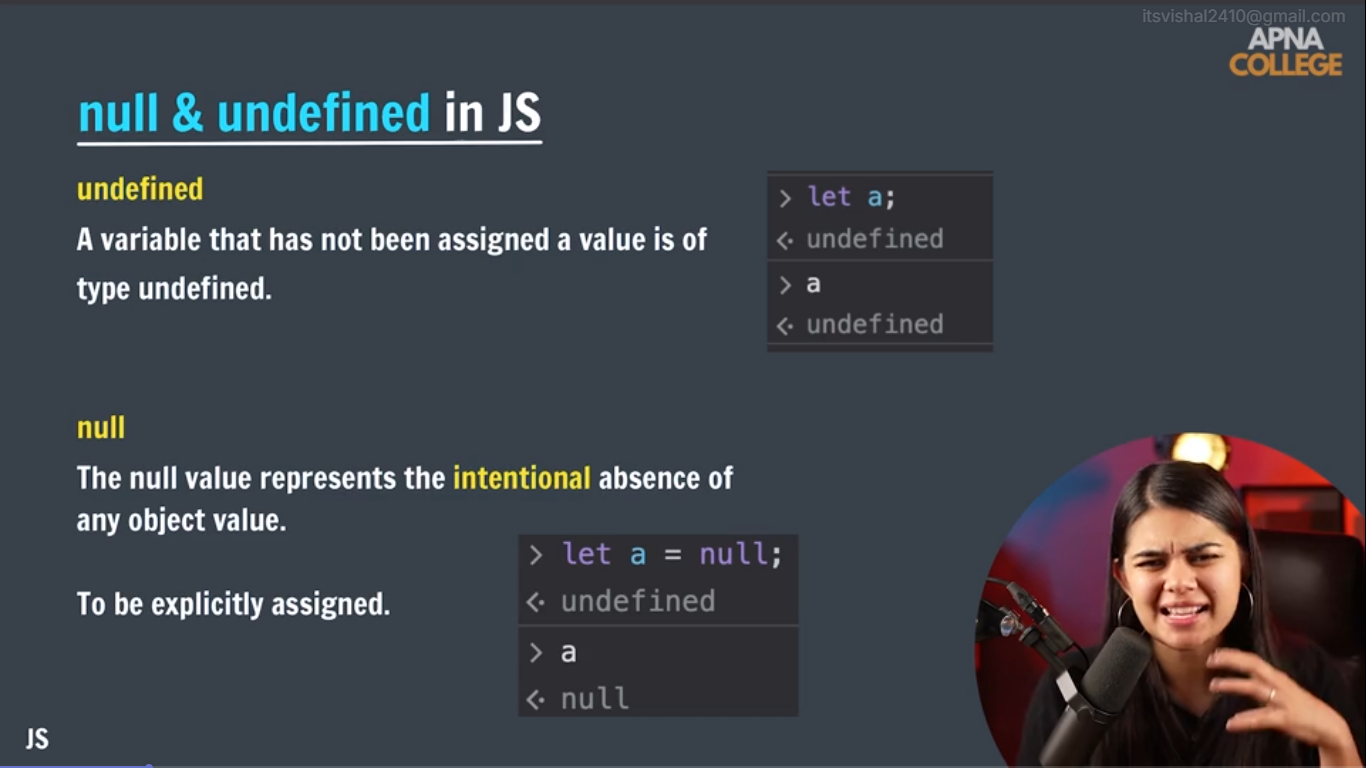 itsvishal2410@gmail.com
APNA
COLLEGE
null & undefined in JS
undefined
A variable that has not been assigned a value is of
type undefined.
> let a;
<· undefined
> a
<· undefined
null
The null value represents the intentional absence of
any object value.
To be explicitly assigned.
> let a = null;
<· undefined
> a
<· null
JS